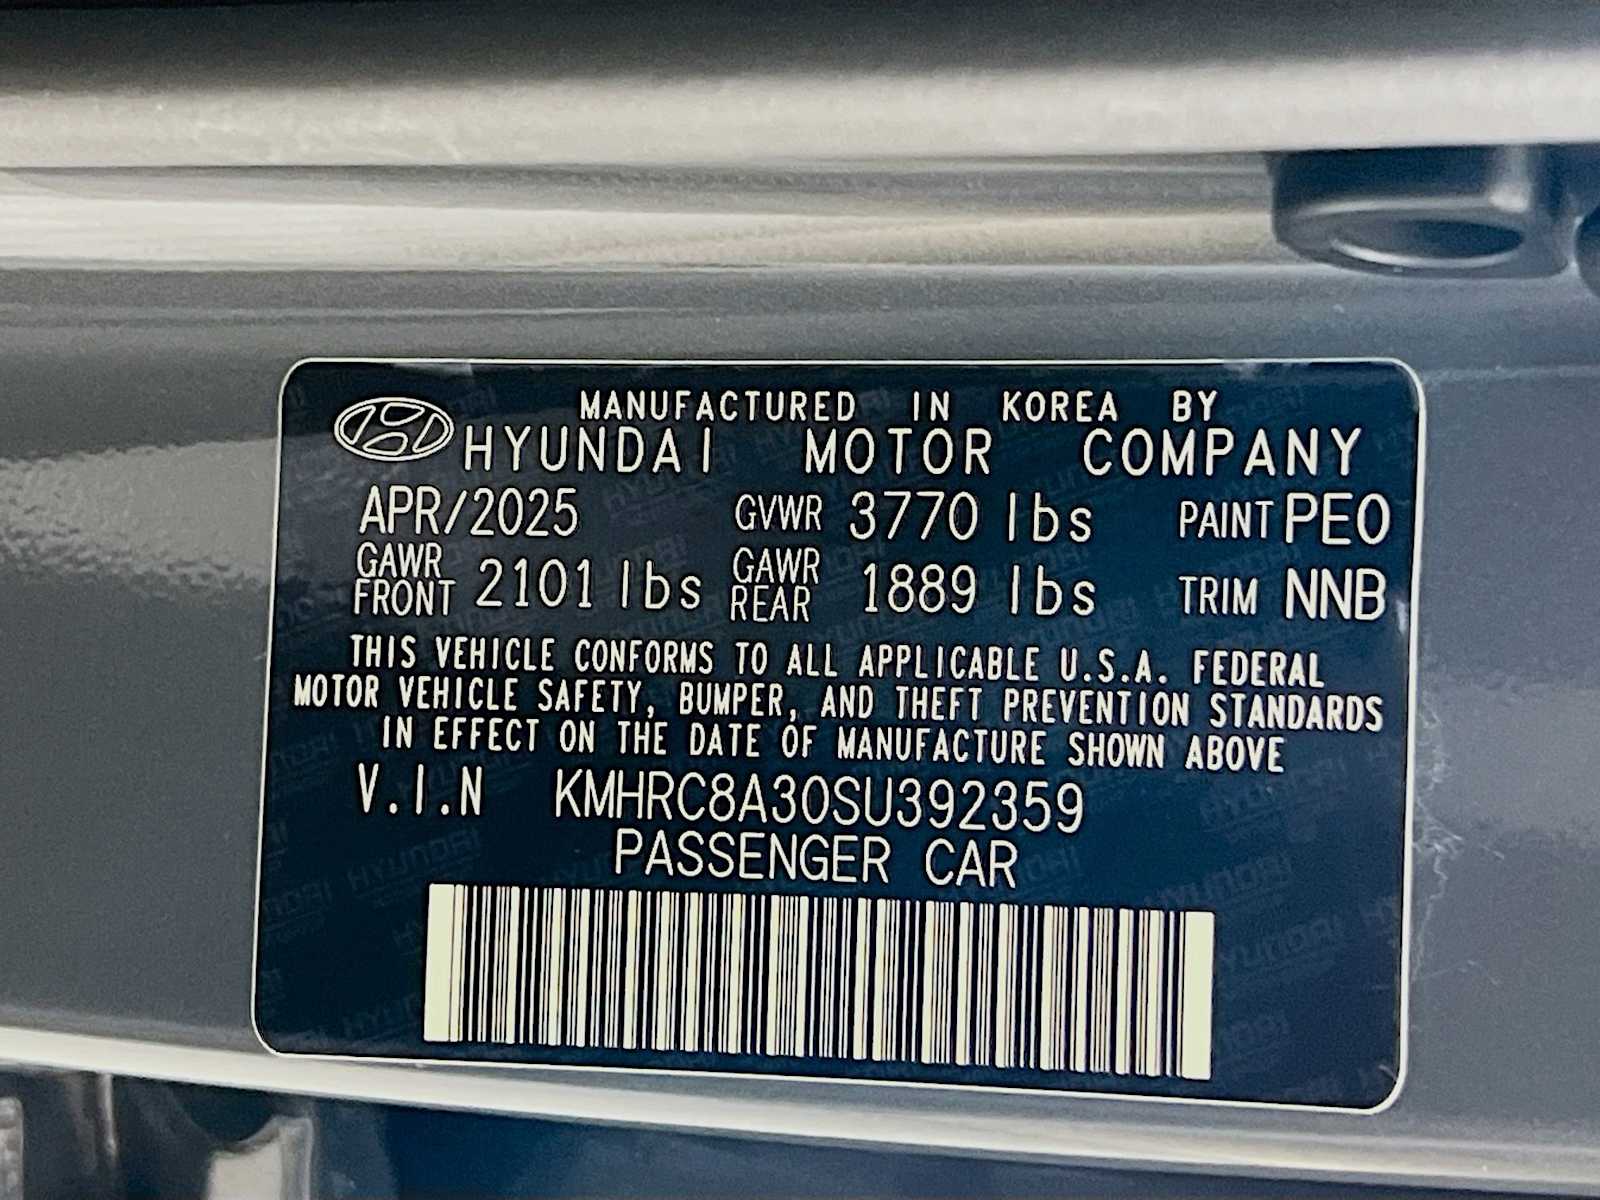 MANUFACTURED IN KOREA BY
HYUNDAI MOTOR COMPANY
APR/2025 GVWR 3770 lbs PAINT PE0
GAWR FRONT 2101 lbs GAWR REAR 1889 lbs TRIM NNB
THIS VEHICLE CONFORMS TO ALL APPLICABLE U.S.A. FEDERAL
MOTOR VEHICLE SAFETY, BUMPER, AND THEFT PREVENTION STANDARDS
IN EFFECT ON THE DATE OF MANUFACTURE SHOWN ABOVE
V.I.N KMHRC8A30SU392359
PASSENGER CAR